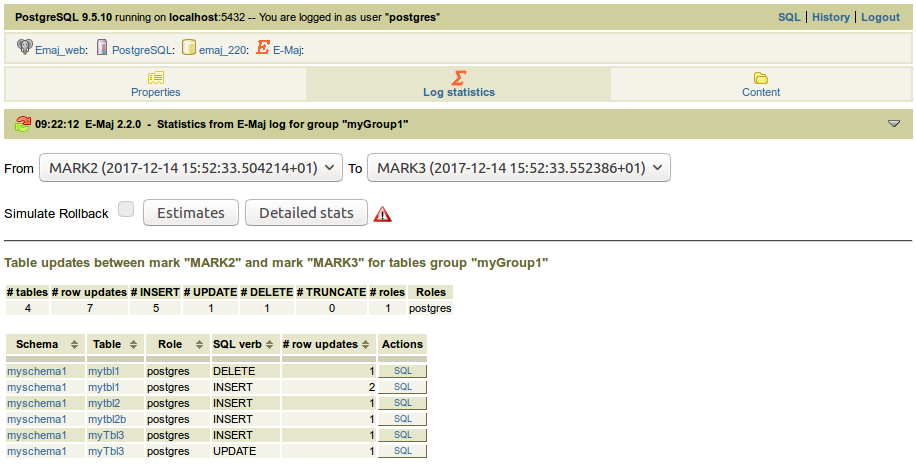 PostgreSQL 9.5.10 running on localhost:5432 -- You are logged in as user "postgres" SQL | History | Logout
Emaj_web: PostgreSQL: emaj_220: E-Maj:
Properties Log statistics Content
09:22:12 E-Maj 2.2.0 - Statistics from E-Maj log for group "myGroup1"
From MARK2 (2017-12-14 15:52:33.504214+01) To MARK3 (2017-12-14 15:52:33.552386+01)
Simulate Rollback Estimates Detailed stats
Table updates between mark "MARK2" and mark "MARK3" for tables group "myGroup1"
# tables # row updates # INSERT # UPDATE # DELETE # TRUNCATE # roles Roles
4 7 5 1 1 0 1 postgres
Schema Table Role SQL verb # row updates Actions
myschema1 mytbl1 postgres DELETE 1 SQL
myschema1 mytbl1 postgres INSERT 2 SQL
myschema1 mytbl2 postgres INSERT 1 SQL
myschema1 mytbl2b postgres INSERT 1 SQL
myschema1 myTbl3 postgres INSERT 1 SQL
myschema1 myTbl3 postgres UPDATE 1 SQL